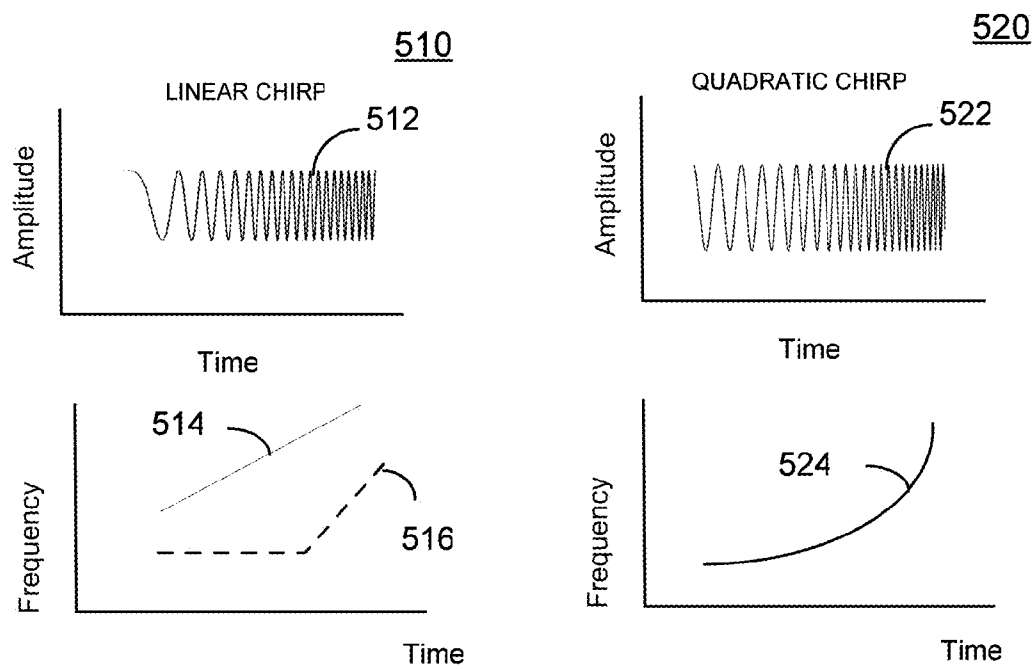 510
LINEAR CHIRP
512
Amplitude
Time
514
516
Frequency
Time
520
QUADRATIC CHIRP
522
Amplitude
Time
524
Frequency
Time